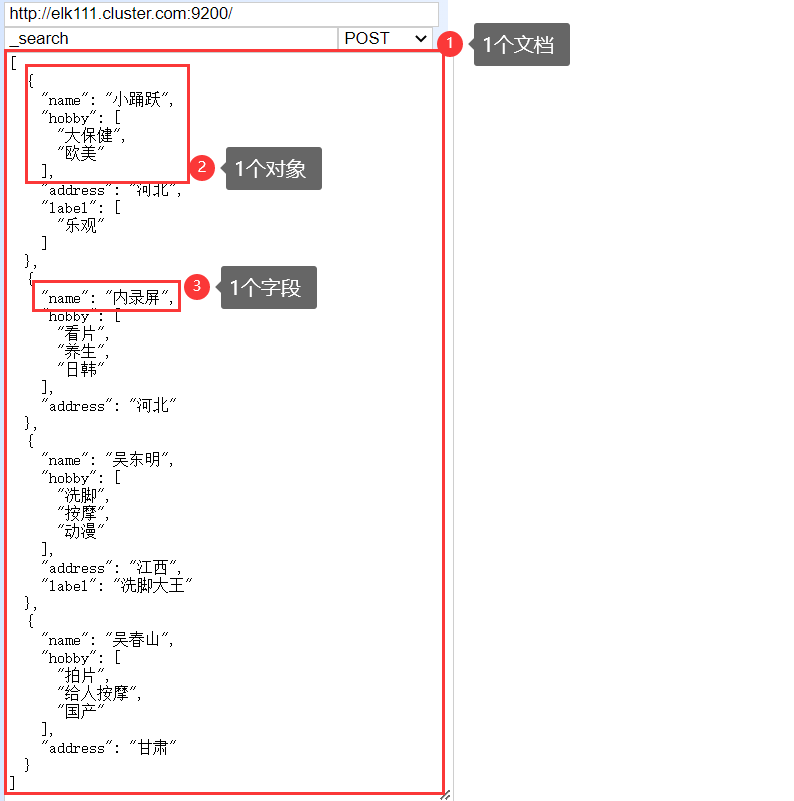 http://elk111.cluster.com:9200/
_search POST
1 1个文档
[
{
"name": "小踊跃",
"hobby": [
"大保健",
"欧美"
],
2 1个对象
"address": "河北",
"label": [
"乐观"
]
},
{
"name": "内录屏",
3 1个字段
"hobby": [
"看片",
"养生",
"日韩"
],
"address": "河北"
},
{
"name": "吴东明",
"hobby": [
"洗脚",
"按摩",
"动漫"
],
"address": "江西",
"label": "洗脚大王"
},
{
"name": "吴春山",
"hobby": [
"拍片",
"给人按摩",
"国产"
],
"address": "甘肃"
}
]